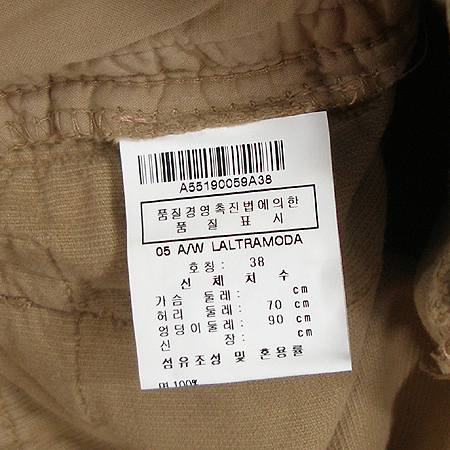 A55190059A38
품질경영촉진법에의한
품 질 표 시
05 A/W LALTRAMODA
호칭 : 38
신 체 치 수
가슴 둘레 : cm
허리 둘레 : 70 cm
엉덩이둘레 : 90 cm
신 장 : cm
섬유조성 및 혼용률
면 100%